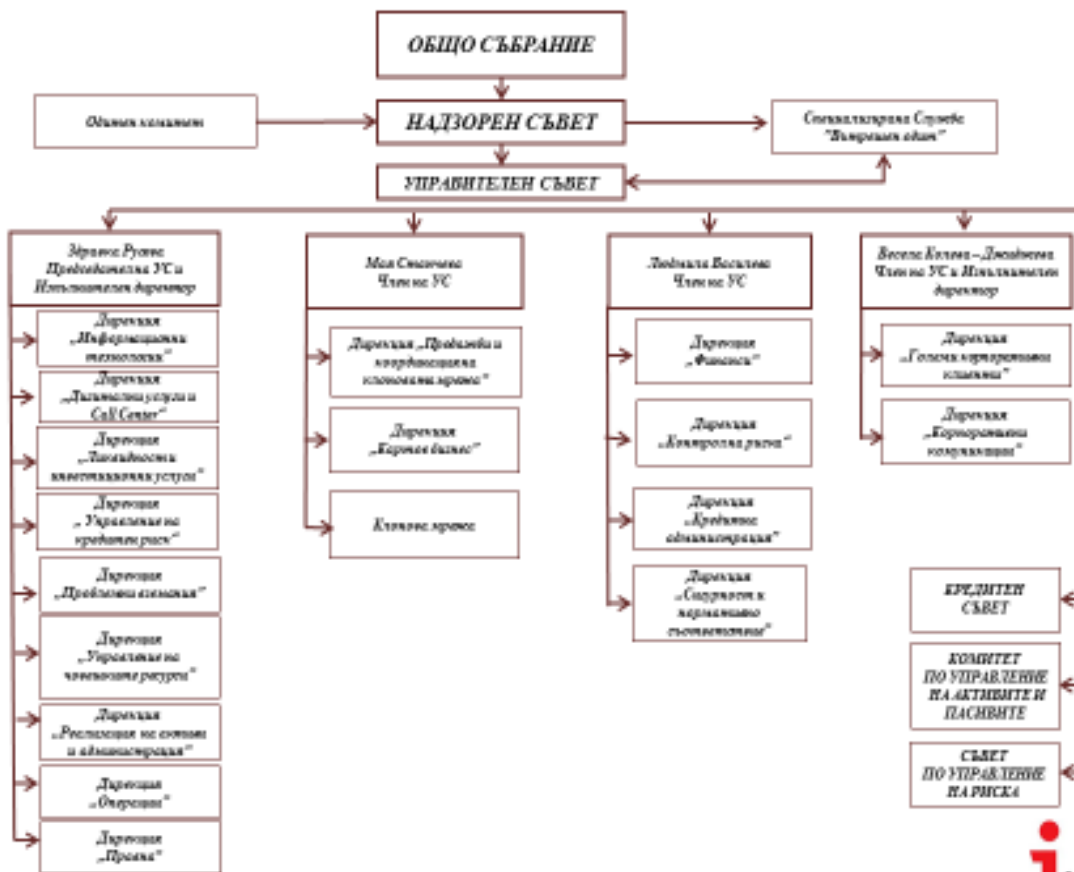 ОБЩО СЪБРАНИЕ
Одитен комитет
НАДЗОРЕН СЪВЕТ
Специализирана Служба
"Вътрешен одит"
УПРАВИТЕЛЕН СЪВЕТ
Здравка Русева
Председател на УС и
Изпълнителен директор
Мая Станчева
Член на УС
Людмила Василева
Член на УС
Весела Колева – Джиджева
Член на УС и Изпълнителен
директор
Дирекция
„Информационни
технологии"
Дирекция
„Дигитални услуги и
Call Center"
Дирекция
„Ликвидност и
инвестиционни услуги"
Дирекция
„ Управление на
кредитен риск"
Дирекция
„Проблемни вземания"
Дирекция
„Управление на
човешките ресурси"
Дирекция
„Реализация на активи
и администрация"
Дирекция
„Операции"
Дирекция
„Правна"
Дирекция „Продажби и
координация на
клоновата мрежа"
Дирекция
„Картов бизнес"
Клонова мрежа
Дирекция
„Финанси"
Дирекция
„Контрол на риска"
Дирекция
„Кредитна
администрация"
Дирекция
„Сигурност и
нормативно
съответствие"
Дирекция
„Големи корпоративни
клиенти"
Дирекция
„Корпоративни
комуникации"
КРЕДИТЕН
СЪВЕТ
КОМИТЕТ
ПО УПРАВЛЕНИЕ
НА АКТИВИТЕ И
ПАСИВИТЕ
СЪВЕТ
ПО УПРАВЛЕНИЕ
НА РИСКА